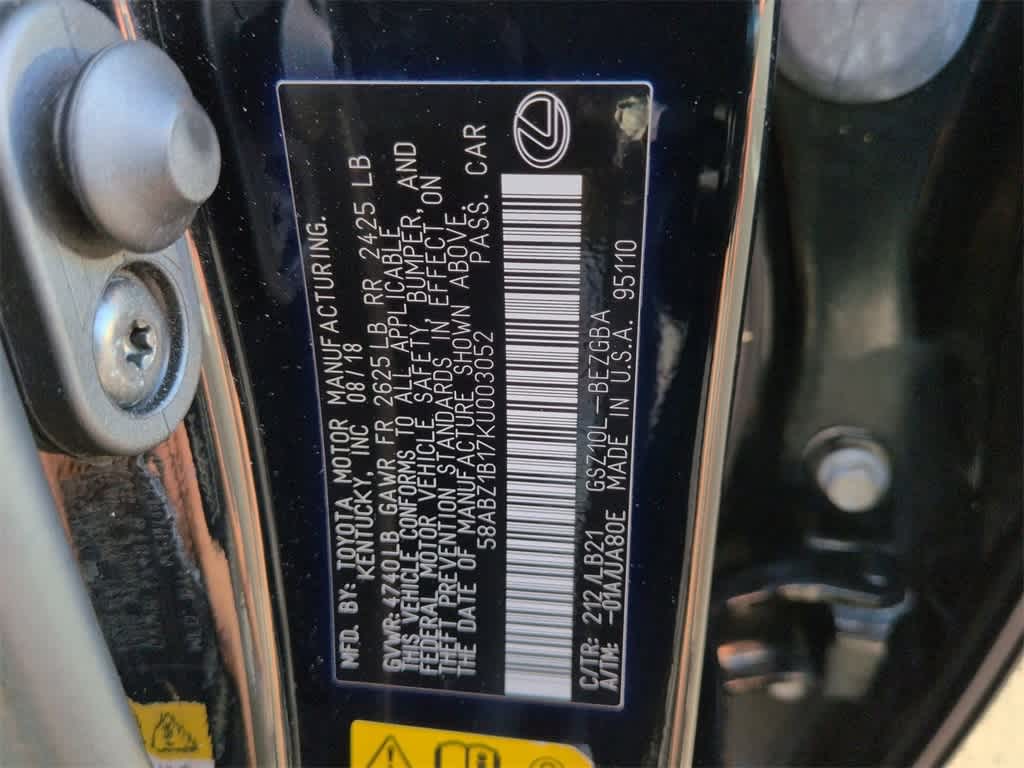 MFD. BY: TOYOTA MOTOR MANUFACTURING.
KENTUCKY, INC 08/18
GVWR: 4740LB GAWR FR 2625LB RR 2425 LB
THIS VEHICLE CONFORMS TO ALL APPLICABLE
FEDERAL MOTOR VEHICLE SAFETY, BUMPER, AND
THEFT PREVENTION STANDARDS IN EFFECT ON
THE DATE OF MANUFACTURE SHOWN ABOVE.
58ABZ1B17KU003052 PASS. CAR
C/TR: 212 LB21 GSZ10L-BEZGBA
A/TM: -01A/UA80E MADE IN U.S.A. 95110